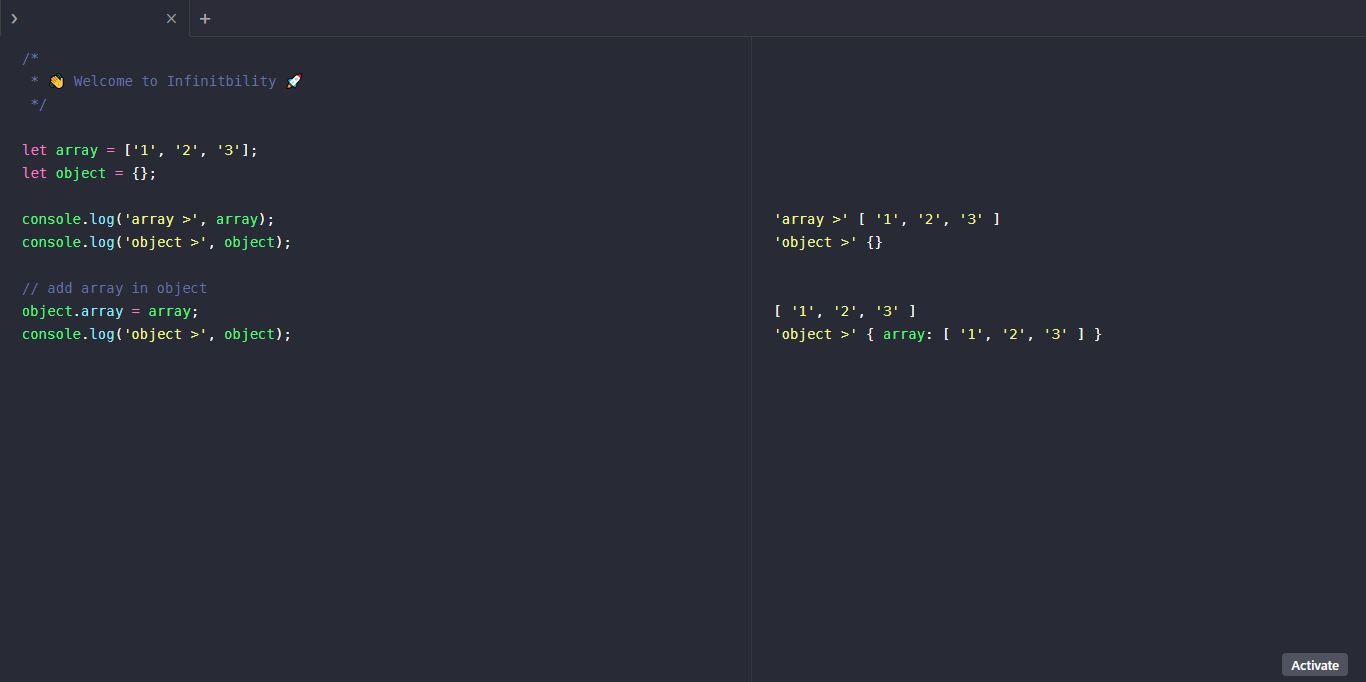 /*
 * 👋 Welcome to Infinitbility 🚀
 */
let array = ['1', '2', '3'];
let object = {};
console.log('array >', array);
console.log('object >', object);
// add array in object
object.array = array;
console.log('object >', object);
'array >' [ '1', '2', '3' ]
'object >' {}
[ '1', '2', '3' ]
'object >' { array: [ '1', '2', '3' ] }
Activate